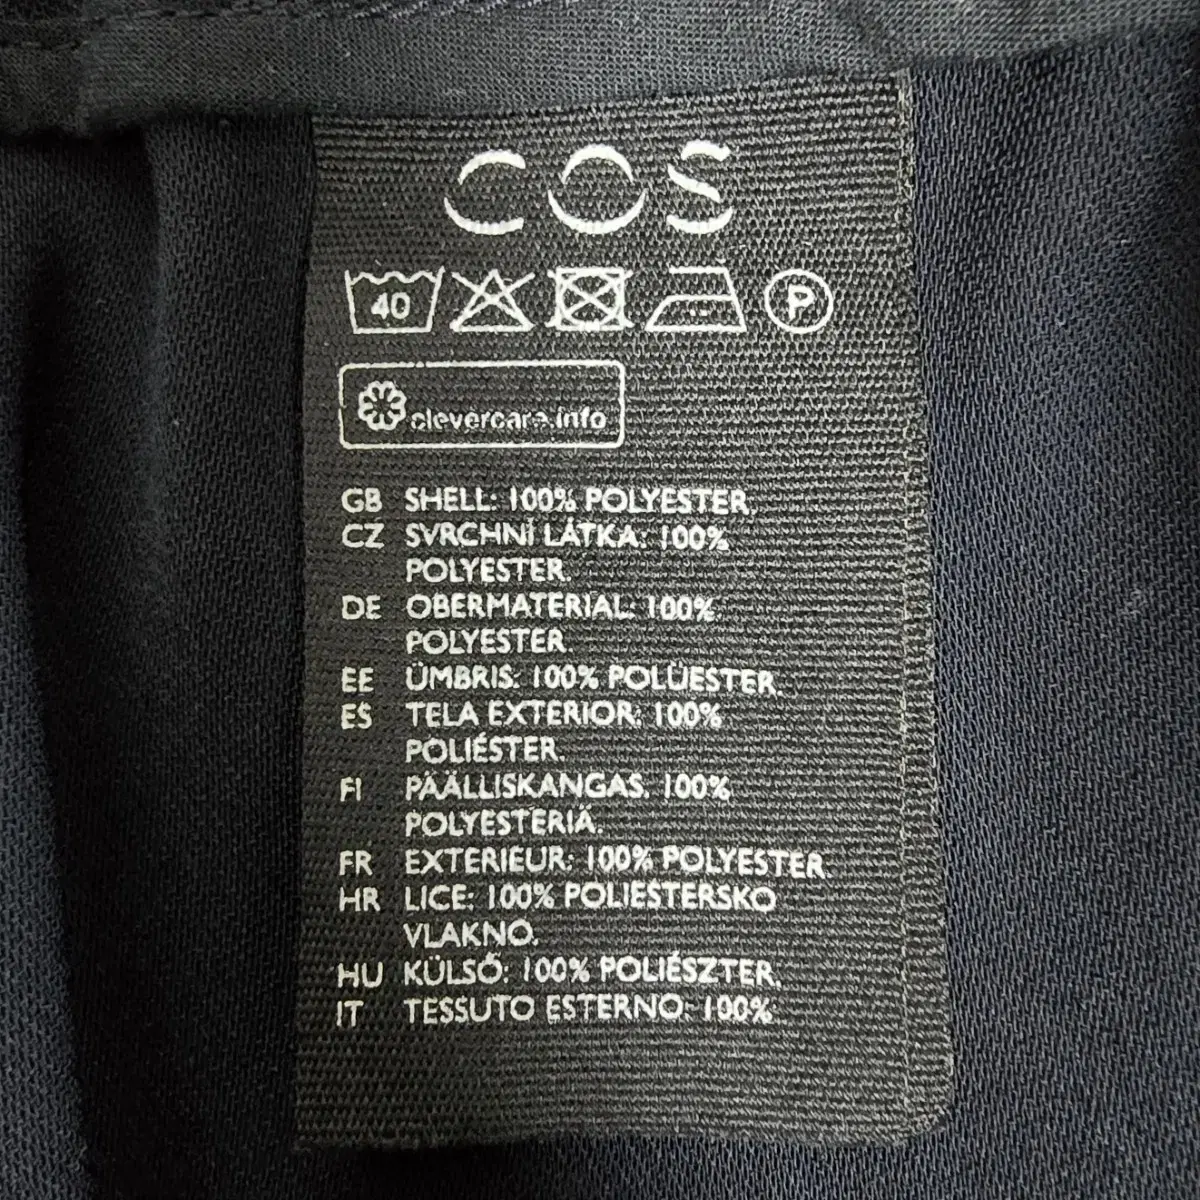 COS
40
P
clevercare.info
GB SHELL: 100% POLYESTER.
CZ SVRCHNÍ LÁTKA: 100%
POLYESTER.
DE OBERMATERIAL: 100%
POLYESTER
EE ÜMBRIS: 100% POLÜESTER.
ES TELA EXTERIOR: 100%
POLIÉSTER.
FI PÄÄLLISKANGAS. 100%
POLYESTERIÄ.
FR EXTERIEUR: 100% POLYESTER.
HR LICE: 100% POLIESTERSKO
VLAKNO.
HU KÜLSŐ: 100% POLIÉSZTER.
IT TESSUTO ESTERNO: 100%